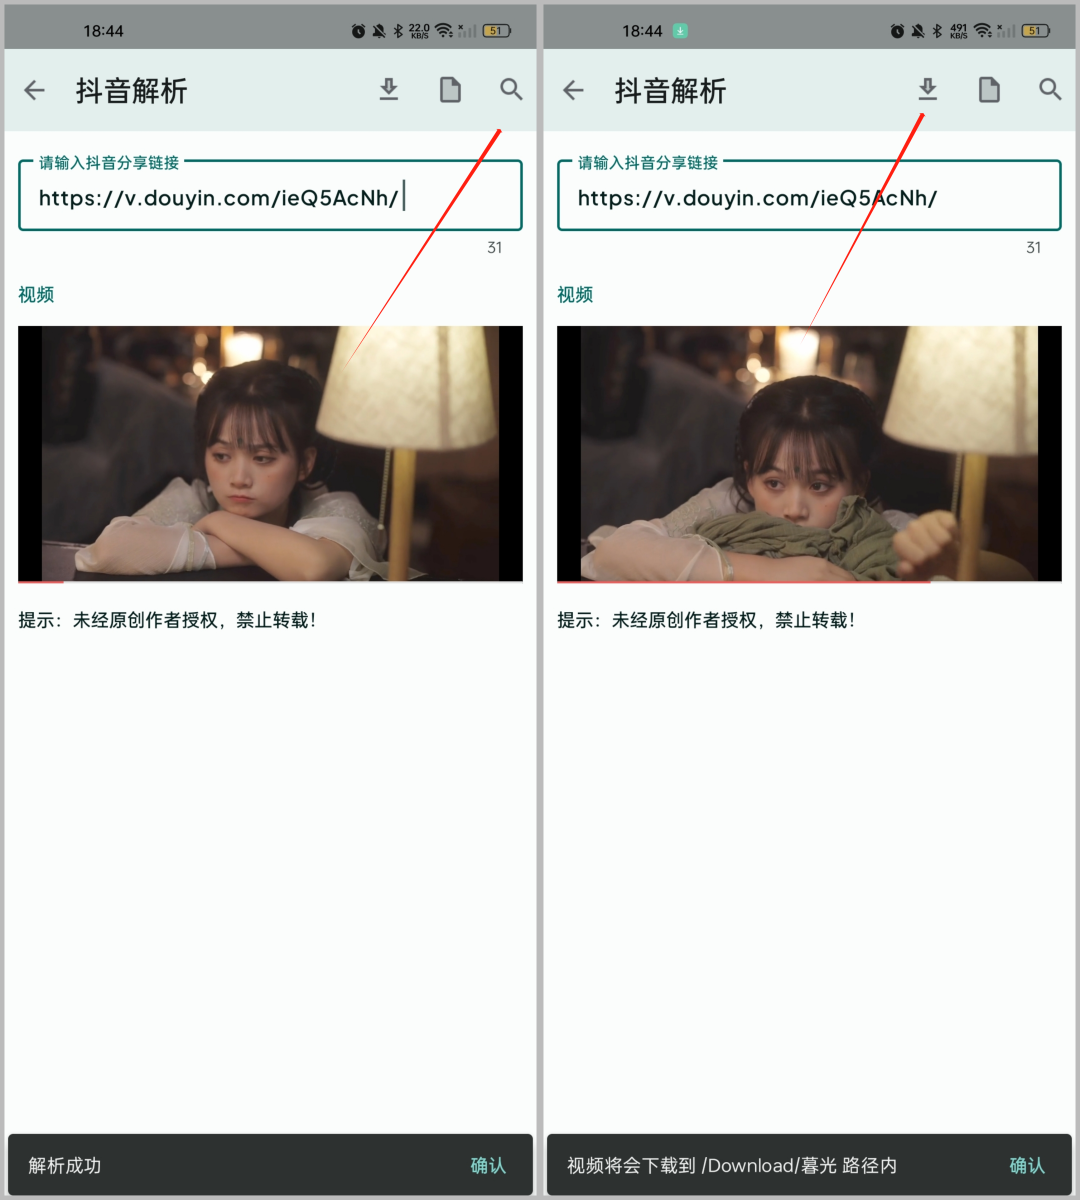 18:44
22.0
KB/S
51
抖音解析
请输入抖音分享链接
https://v.douyin.com/ieQ5AcNh/
31
视频
提示：未经原创作者授权，禁止转载！
解析成功
确认
18:44
491
KB/S
51
抖音解析
请输入抖音分享链接
https://v.douyin.com/ieQ5AcNh/
31
视频
提示：未经原创作者授权，禁止转载！
视频将会下载到 /Download/暮光 路径内
确认